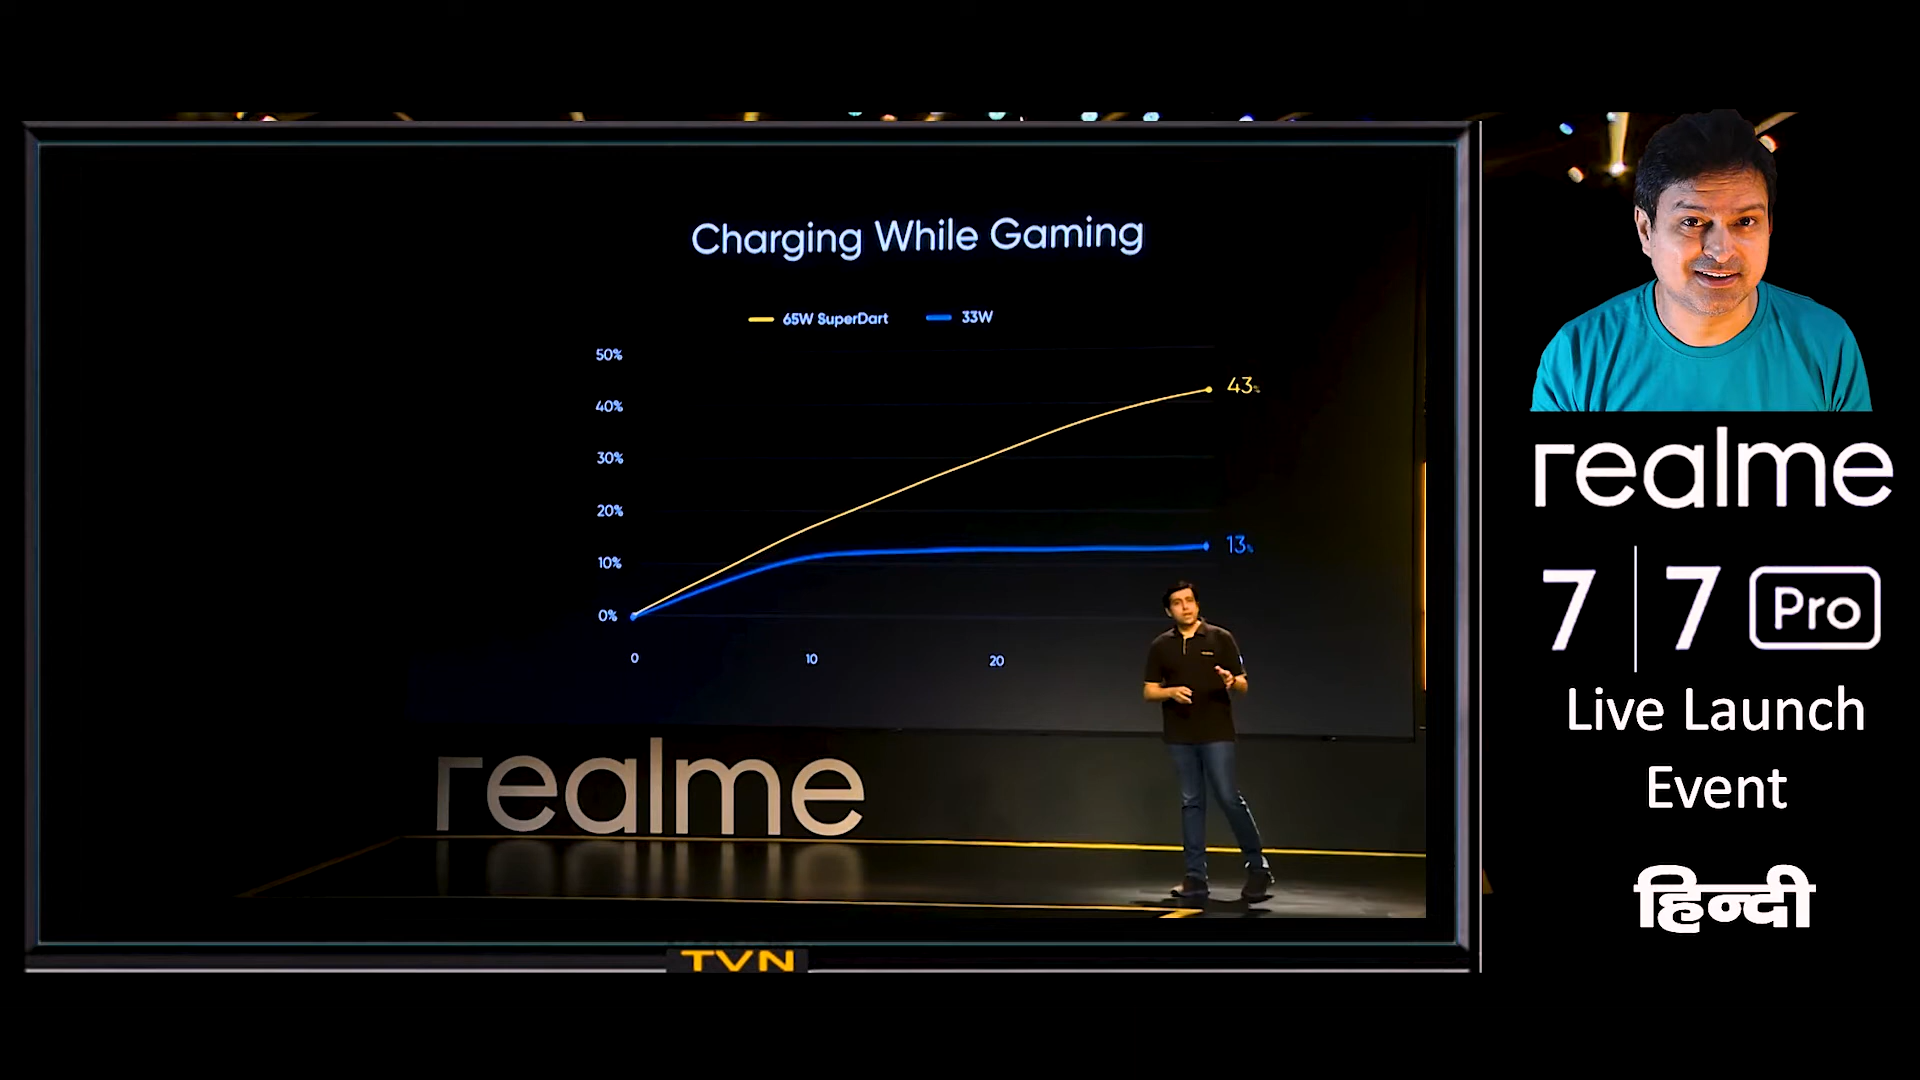 Charging While Gaming
65W SuperDart 33W
50%
40%
30%
20%
10%
0%
43%
13%
0 10 20
realme
TVN
realme
7 | 7 Pro
Live Launch
Event
हिन्दी